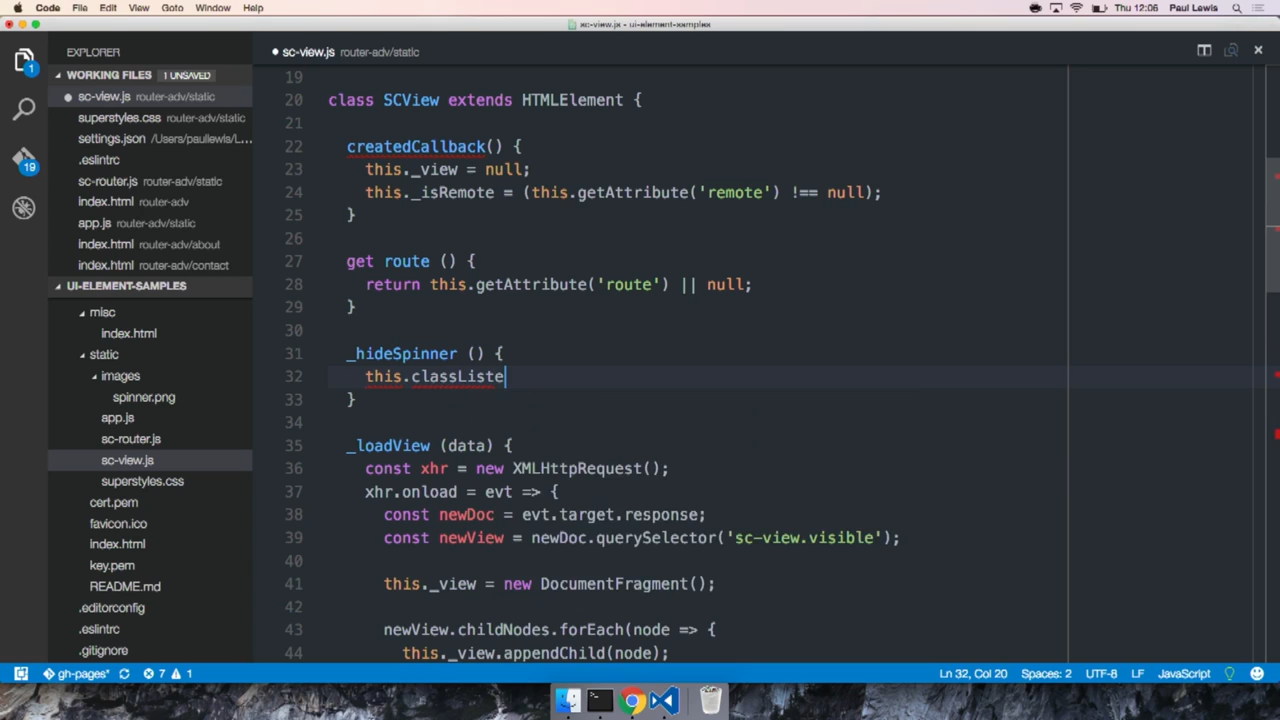 Code File Edit View Goto Window Help Thu 12:06 Paul Lewis
sc-view.js - ui-element-samples
EXPLORER
sc-view.js router-adv/static
WORKING FILES 1 UNSAVED
sc-view.js router-adv/static
superstyles.css router-adv/static
settings.json /Users/paullewis/L...
.eslintrc
sc-router.js router-adv/static
index.html router-adv
app.js router-adv/static
index.html router-adv/about
index.html router-adv/contact
UI-ELEMENT-SAMPLES
misc
index.html
static
images
spinner.png
app.js
sc-router.js
sc-view.js
superstyles.css
cert.pem
favicon.ico
index.html
key.pem
README.md
.editorconfig
.eslintrc
.gitignore
1
19
19
20 class SCView extends HTMLElement {
21
22 createdCallback() {
23 this._view = null;
24 this._isRemote = (this.getAttribute('remote') !== null);
25 }
26
27 get route () {
28 return this.getAttribute('route') || null;
29 }
30
31 _hideSpinner () {
32 this.classListe
33 }
34
35 _loadView (data) {
36 const xhr = new XMLHttpRequest();
37 xhr.onload = evt => {
38 const newDoc = evt.target.response;
39 const newView = newDoc.querySelector('sc-view.visible');
40
41 this._view = new DocumentFragment();
42
43 newView.childNodes.forEach(node => {
44 this._view.appendChild(node);
gh-pages* 7 1 Ln 32, Col 20 Spaces: 2 UTF-8 LF JavaScript